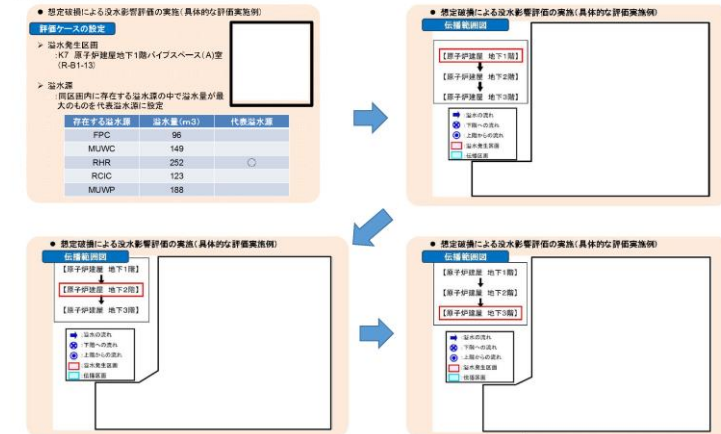 ● 想定破損による没水影響評価の実施(具体的な評価実施例)
評価ケースの設定
➢ 溢水発生区画
:K7 原子炉建屋地下1階パイプスペース(A)室
(R-B1-13)
➢ 溢水源
:同区画内に存在する溢水源の中で溢水量が最
大のものを代表溢水源に設定
存在する溢水源 溢水量(m3) 代表溢水源
FPC 96
MUWC 149
RHR 252 ○
RCIC 123
MUWP 188
● 想定破損による没水影響評価の実施(具体的な評価実施例)
伝播範囲図
【原子炉建屋 地下1階】
【原子炉建屋 地下2階】
【原子炉建屋 地下3階】
:溢水の流れ
:下階への流れ
:上階からの流れ
:溢水発生区画
:伝播区画
● 想定破損による没水影響評価の実施(具体的な評価実施例)
伝播範囲図
【原子炉建屋 地下1階】
【原子炉建屋 地下2階】
【原子炉建屋 地下3階】
:溢水の流れ
:下階への流れ
:上階からの流れ
:溢水発生区画
:伝播区画
● 想定破損による没水影響評価の実施(具体的な評価実施例)
伝播範囲図
【原子炉建屋 地下1階】
【原子炉建屋 地下2階】
【原子炉建屋 地下3階】
:溢水の流れ
:下階への流れ
:上階からの流れ
:溢水発生区画
:伝播区画